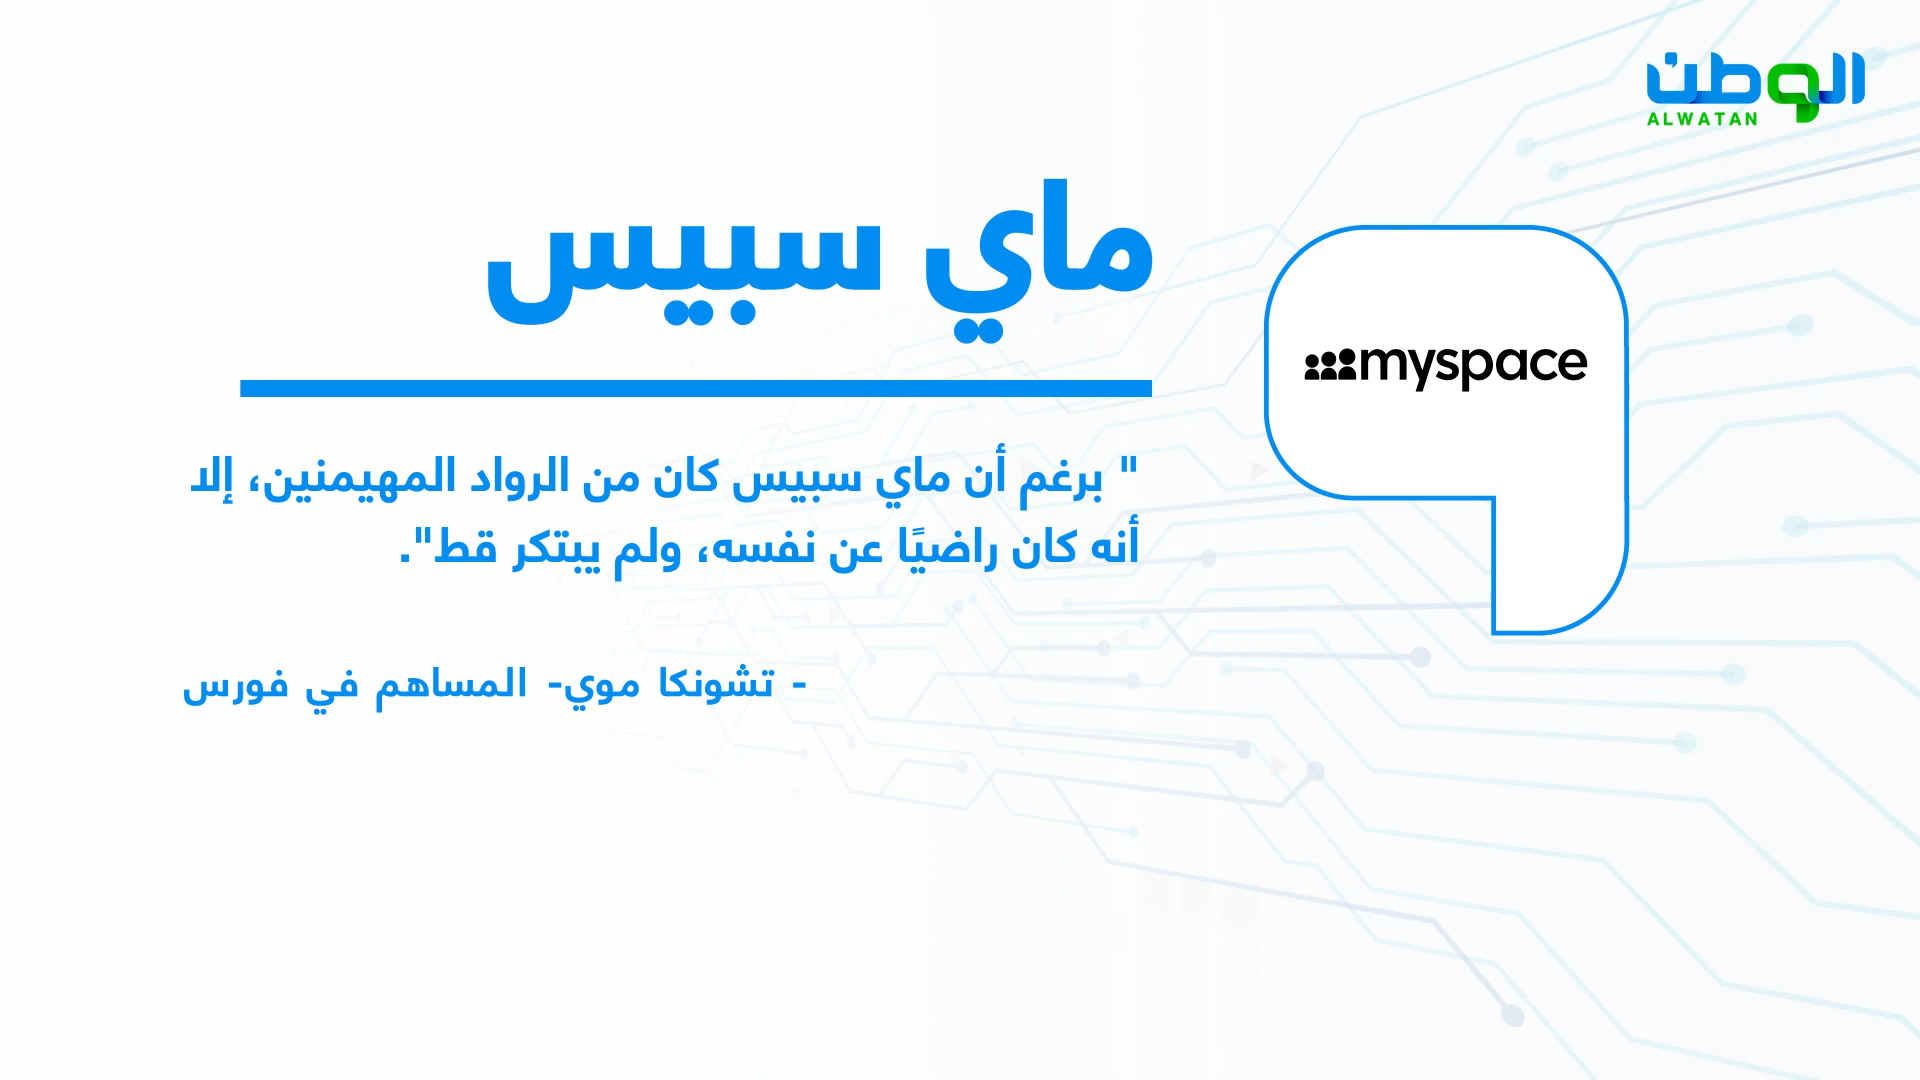 الوطن
ALWATAN
ماي سبيس
myspace
" برغم أن ماي سبيس كان من الرواد المهيمنين، إلا
أنه كان راضيًا عن نفسه، ولم يبتكر قط".
- تشونكا موي- المساهم في فورس